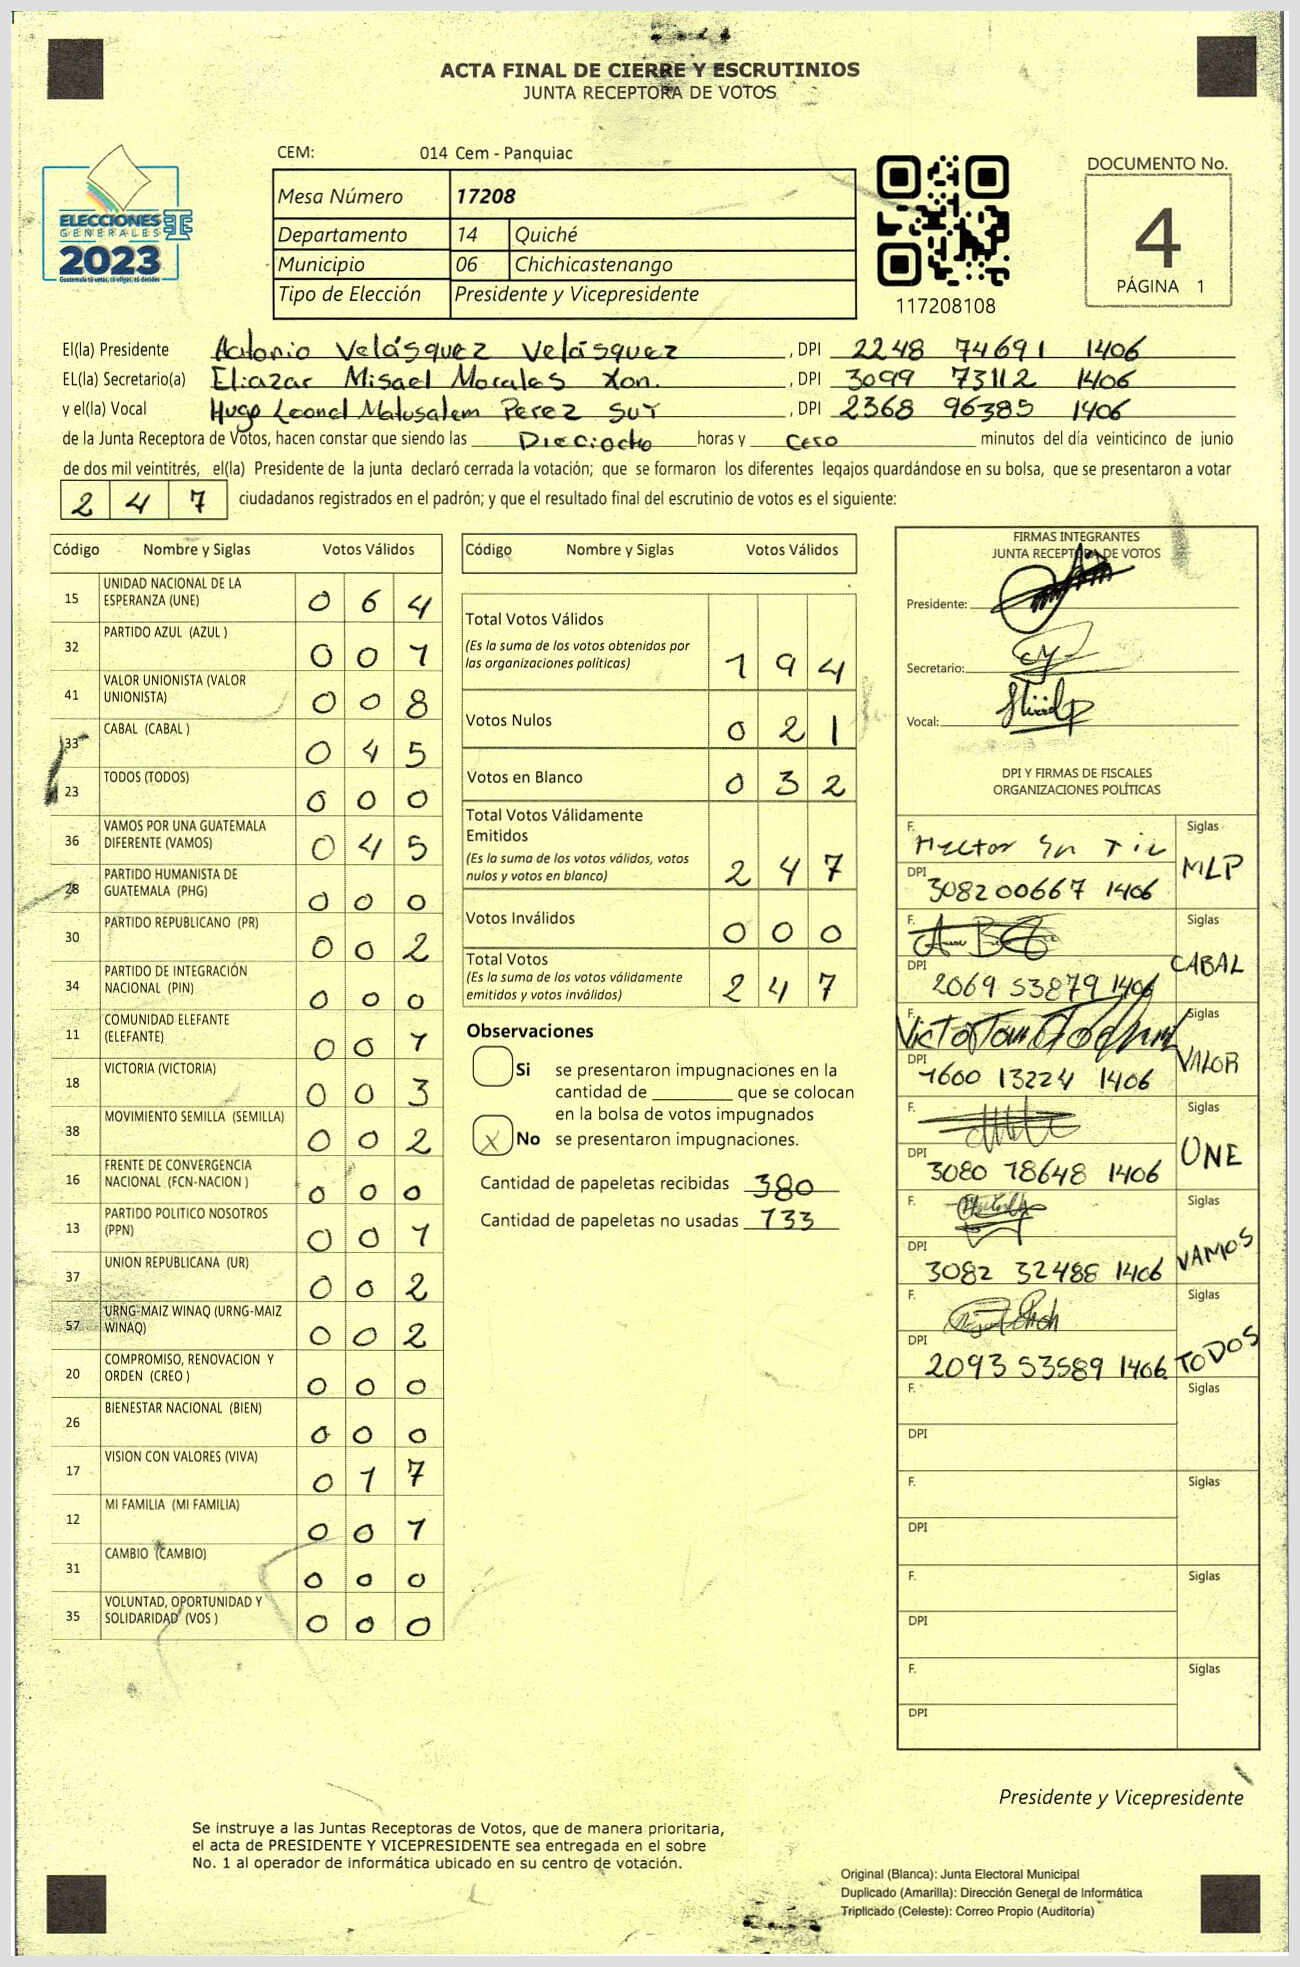 ACTA FINAL DE CIERRE Y ESCRUTINIOS
JUNTA RECEPTORA DE VOTOS
ELECCIONES
GENERALES
2023
CEM: 014 Cem - Panquiac
Mesa Número 17208
Departamento 14 Quiché
Municipio 06 Chichicastenango
Tipo de Elección Presidente y Vicepresidente
117208108
DOCUMENTO No.
4
PÁGINA 1
El(la) Presidente Antonio Velásquez Velásquez , DPI 2248 74691 1406
EL(la) Secretario(a) Eliazar Misael Morales Xon. , DPI 3099 73112 1406
y el(la) Vocal Hugo Leonel Matusalem Perez Suy , DPI 2368 96385 1406
de la Junta Receptora de Votos, hacen constar que siendo las Dieciocho horas y Cero minutos del día veinticinco de junio
de dos mil veintitrés, el(la) Presidente de la junta declaró cerrada la votación; que se formaron los diferentes legajos guardándose en su bolsa, que se presentaron a votar
2 4 7 ciudadanos registrados en el padrón; y que el resultado final del escrutinio de votos es el siguiente:
Código Nombre y Siglas Votos Válidos
15 UNIDAD NACIONAL DE LA ESPERANZA (UNE) 0 6 4
32 PARTIDO AZUL (AZUL ) 0 0 1
41 VALOR UNIONISTA (VALOR UNIONISTA) 0 0 8
33 CABAL (CABAL ) 0 4 5
23 TODOS (TODOS) 0 0 0
36 VAMOS POR UNA GUATEMALA DIFERENTE (VAMOS) 0 4 5
28 PARTIDO HUMANISTA DE GUATEMALA (PHG) 0 0 0
30 PARTIDO REPUBLICANO (PR) 0 0 2
34 PARTIDO DE INTEGRACIÓN NACIONAL (PIN) 0 0 0
11 COMUNIDAD ELEFANTE (ELEFANTE) 0 0 1
18 VICTORIA (VICTORIA) 0 0 3
38 MOVIMIENTO SEMILLA (SEMILLA) 0 0 2
16 FRENTE DE CONVERGENCIA NACIONAL (FCN-NACION ) 0 0 0
13 PARTIDO POLITICO NOSOTROS (PPN) 0 0 1
37 UNION REPUBLICANA (UR) 0 0 2
57 URNG-MAIZ WINAQ (URNG-MAIZ WINAQ) 0 0 2
20 COMPROMISO, RENOVACION Y ORDEN (CREO ) 0 0 0
26 BIENESTAR NACIONAL (BIEN) 0 0 0
17 VISION CON VALORES (VIVA) 0 1 7
12 MI FAMILIA (MI FAMILIA) 0 0 1
31 CAMBIO (CAMBIO) 0 0 0
35 VOLUNTAD, OPORTUNIDAD Y SOLIDARIDAD (VOS ) 0 0 0
Código Nombre y Siglas Votos Válidos
Total Votos Válidos
(Es la suma de los votos obtenidos por
las organizaciones políticas) 1 9 4
Votos Nulos 0 2 1
Votos en Blanco 0 3 2
Total Votos Válidamente
Emitidos
(Es la suma de los votos válidos, votos
nulos y votos en blanco) 2 4 7
Votos Inválidos 0 0 0
Total Votos
(Es la suma de los votos válidamente
emitidos y votos inválidos) 2 4 7
Observaciones
Si se presentaron impugnaciones en la
cantidad de ________ que se colocan
en la bolsa de votos impugnados
X No se presentaron impugnaciones.
Cantidad de papeletas recibidas 380
Cantidad de papeletas no usadas 133
FIRMAS INTEGRANTES
JUNTA RECEPTORA DE VOTOS
Presidente:
Secretario:
Vocal:
DPI Y FIRMAS DE FISCALES
ORGANIZACIONES POLÍTICAS
F. Siglas
DPI 308200667 1406 MLP
F. Siglas
DPI 2069 53879 1406 CABAL
F. Siglas
DPI 1600 13224 1406 VALOR
F. Siglas
DPI 3080 18648 1406 UNE
F. Siglas
DPI 3082 32488 1406 VAMOS
F. Siglas
DPI 2093 53589 1406 TODOS
F. Siglas
DPI
F. Siglas
DPI
F. Siglas
DPI
F. Siglas
DPI
Presidente y Vicepresidente
Se instruye a las Juntas Receptoras de Votos, que de manera prioritaria,
el acta de PRESIDENTE Y VICEPRESIDENTE sea entregada en el sobre
No. 1 al operador de informática ubicado en su centro de votación.
Original (Blanca): Junta Electoral Municipal
Duplicado (Amarilla): Dirección General de Informática
Triplicado (Celeste): Correo Propio (Auditoría)